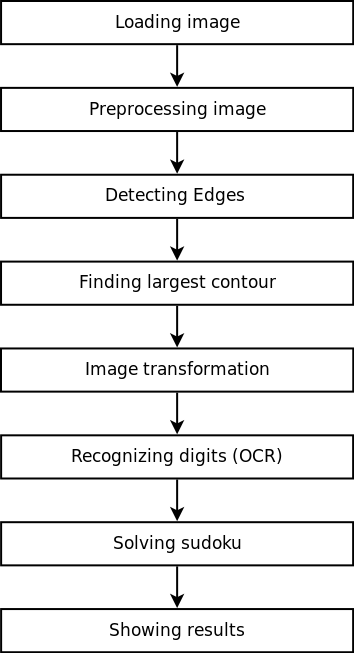 Loading image
Preprocessing image
Detecting Edges
Finding largest contour
Image transformation
Recognizing digits (OCR)
Solving sudoku
Showing results